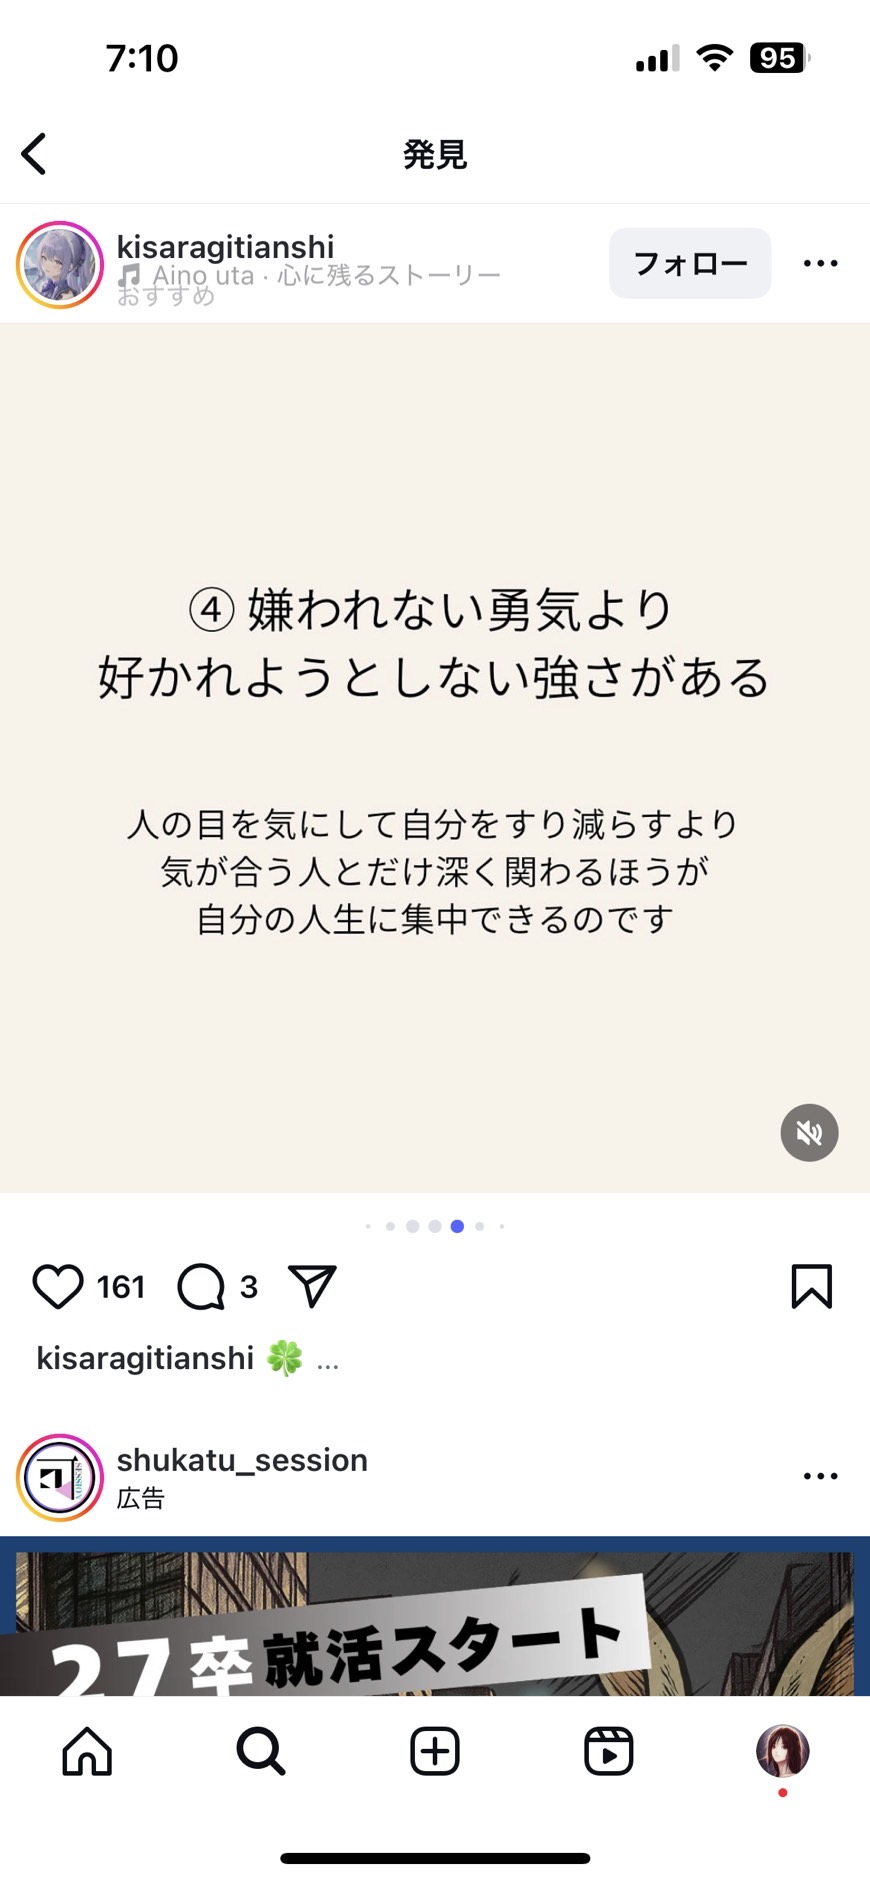 7:10
95
発見
kisaragitianshi
Aino uta · 心に残るストーリー
おすすめ
フォロー
④ 嫌われない勇気より
好かれようとしない強さがある
人の目を気にして自分をすり減らすより
気が合う人とだけ深く関わるほうが
自分の人生に集中できるのです
161
3
kisaragitianshi 🍀 ...
shukatu_session
広告
SESSION
27卒就活スタート